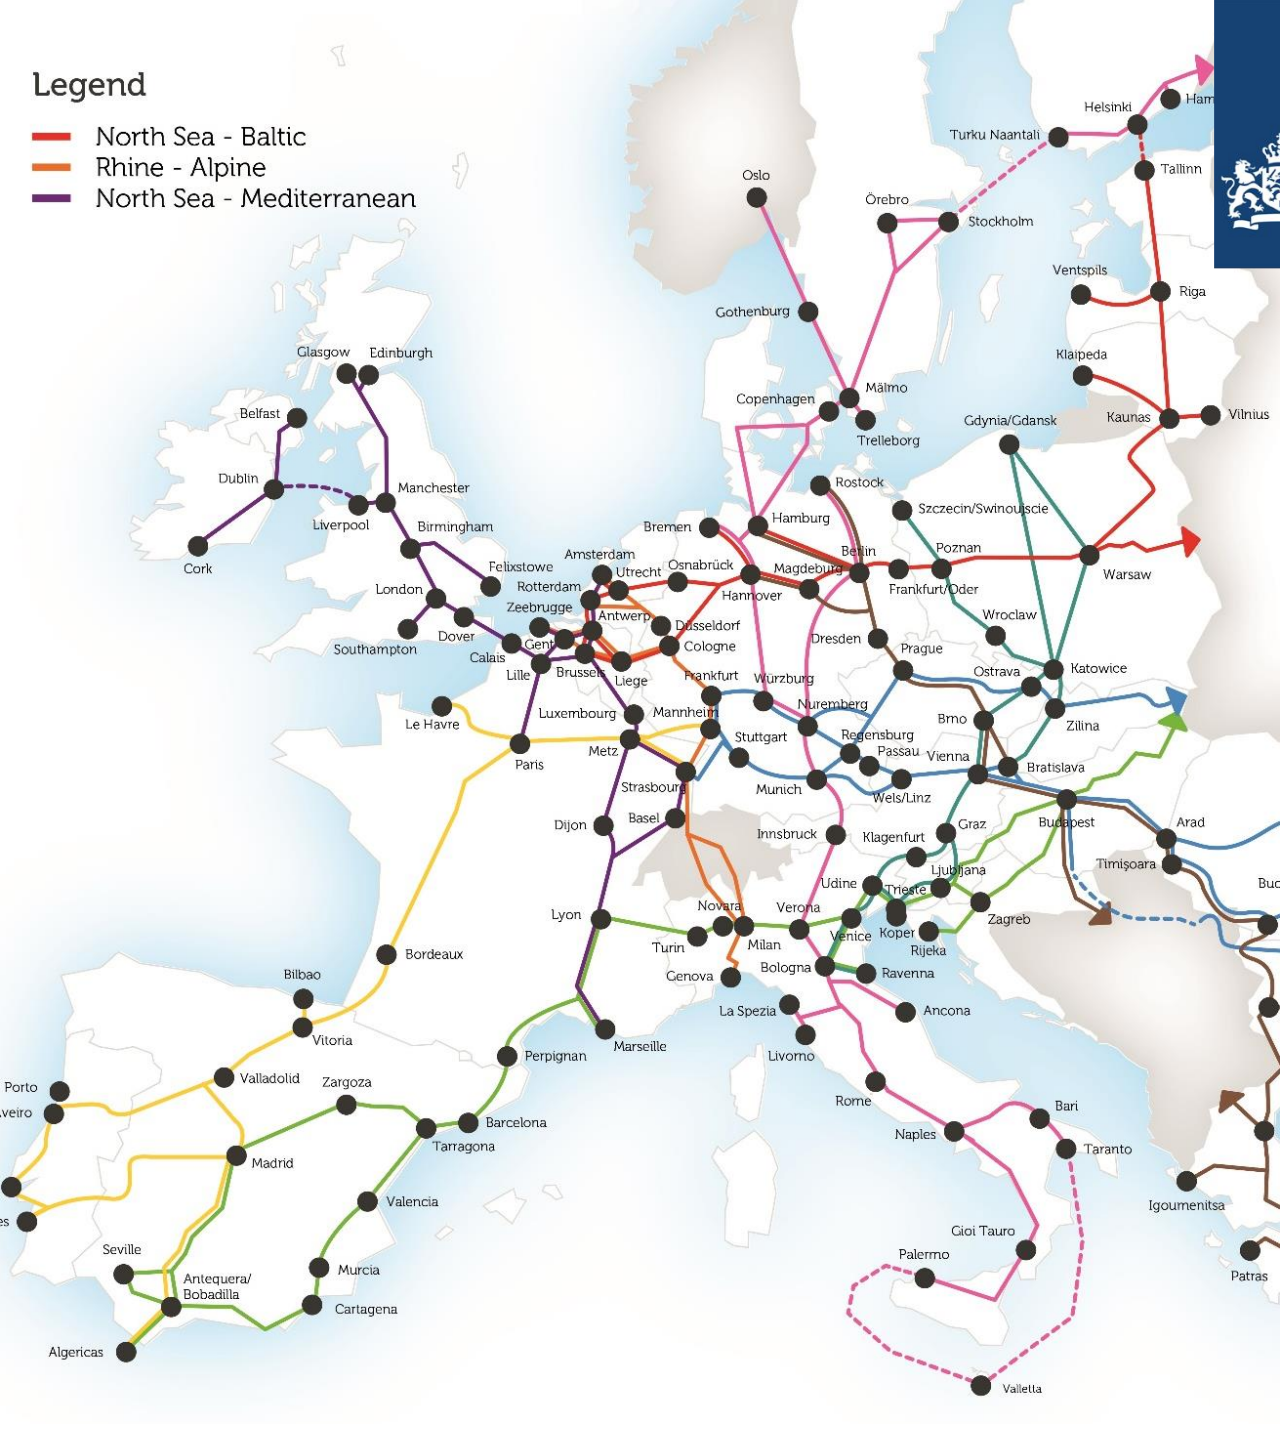 Legend
North Sea - Baltic
Rhine - Alpine
North Sea - Mediterranean
Helsinki
Turku Naantali
Tallinn
Oslo
Örebro
Stockholm
Ventspils
Riga
Gothenburg
Klaipeda
Glasgow
Edinburgh
Mälmo
Copenhagen
Belfast
Gdynia/Gdansk
Kaunas
Vilnius
Trelleborg
Dublin
Manchester
Rostock
Liverpool
Szczecin/Swinoujscie
Birmingham
Bremen
Hamburg
Cork
Amsterdam
Felixstowe
Utrecht
Osnabrück
Berlin
Poznan
Magdeburg
Warsaw
London
Rotterdam
Hannover
Frankfurt/Oder
Zeebrugge
Antwerp
Düsseldorf
Wroclaw
Dover
Southampton
Gent
Cologne
Dresden
Prague
Calais
Lille
Brussels
Liege
Frankfurt
Würzburg
Ostrava
Katowice
Le Havre
Luxembourg
Mannheim
Nuremberg
Brno
Zilina
Stuttgart
Regensburg
Metz
Passau
Vienna
Paris
Bratislava
Strasbourg
Munich
Wels/Linz
Dijon
Basel
Innsbruck
Klagenfurt
Graz
Budapest
Arad
Timişoara
Ljubljana
Udine
Trieste
Lyon
Novara
Verona
Zagreb
Turin
Milan
Venice
Koper
Rijeka
Bordeaux
Genova
Bologna
Ravenna
Bilbao
La Spezia
Ancona
Vitoria
Marseille
Livorno
Perpignan
Valladolid
Zargoza
Porto
Rome
Bari
Barcelona
Naples
Tarragona
Taranto
Madrid
Valencia
Igoumenitsa
Gioi Tauro
Seville
Palermo
Murcia
Patras
Antequera/
Bobadilla
Cartagena
Algericas
Valletta